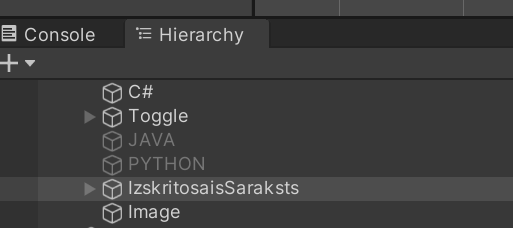 Console
Hierarchy
C#
Toggle
JAVA
PYTHON
IzskritosaisSaraksts
Image